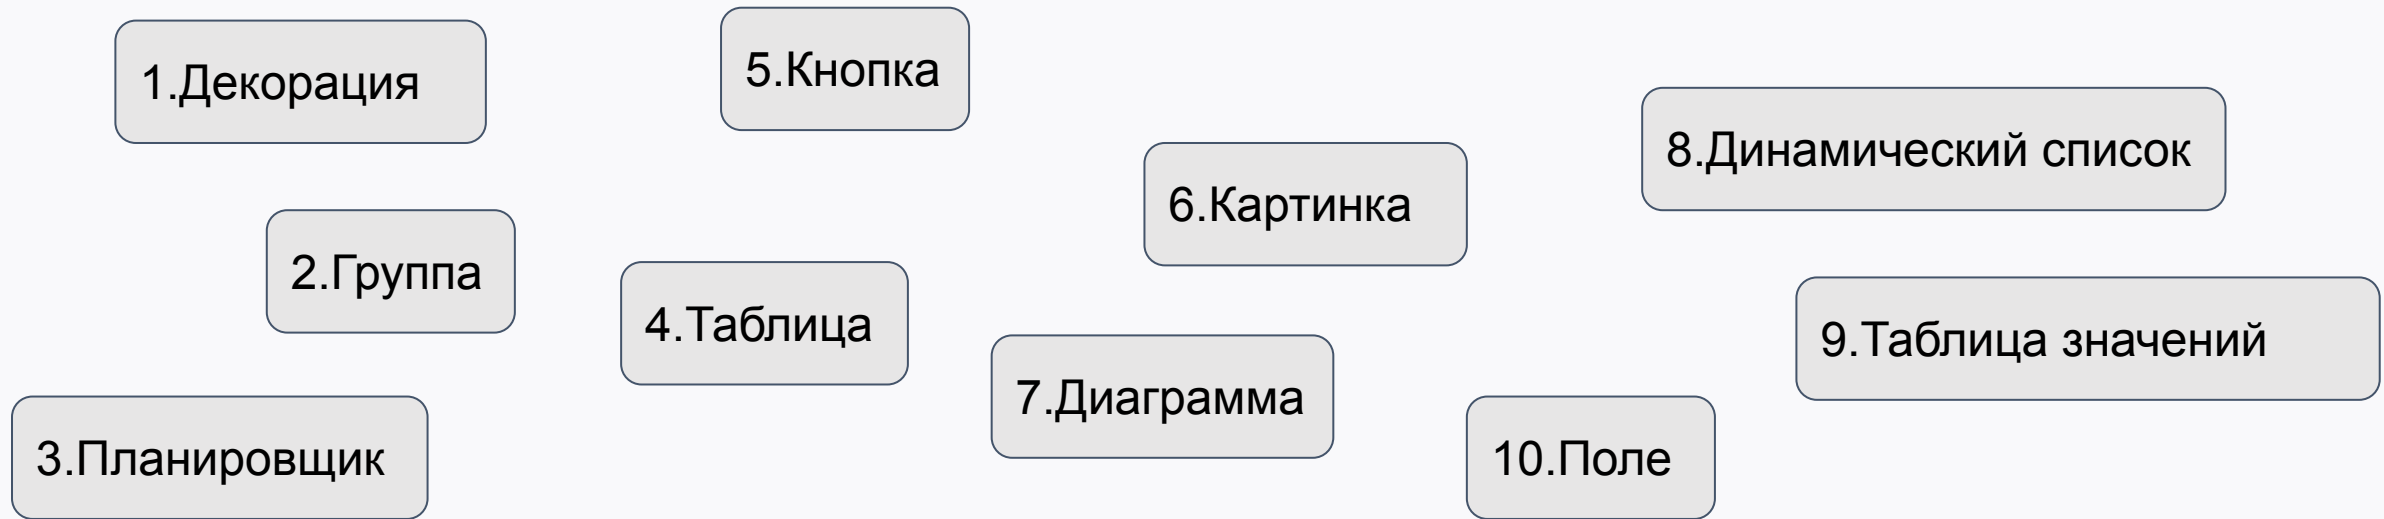 1.Декорация
2.Группа
3.Планировщик
4.Таблица
5.Кнопка
6.Картинка
7.Диаграмма
8.Динамический список
9.Таблица значений
10.Поле